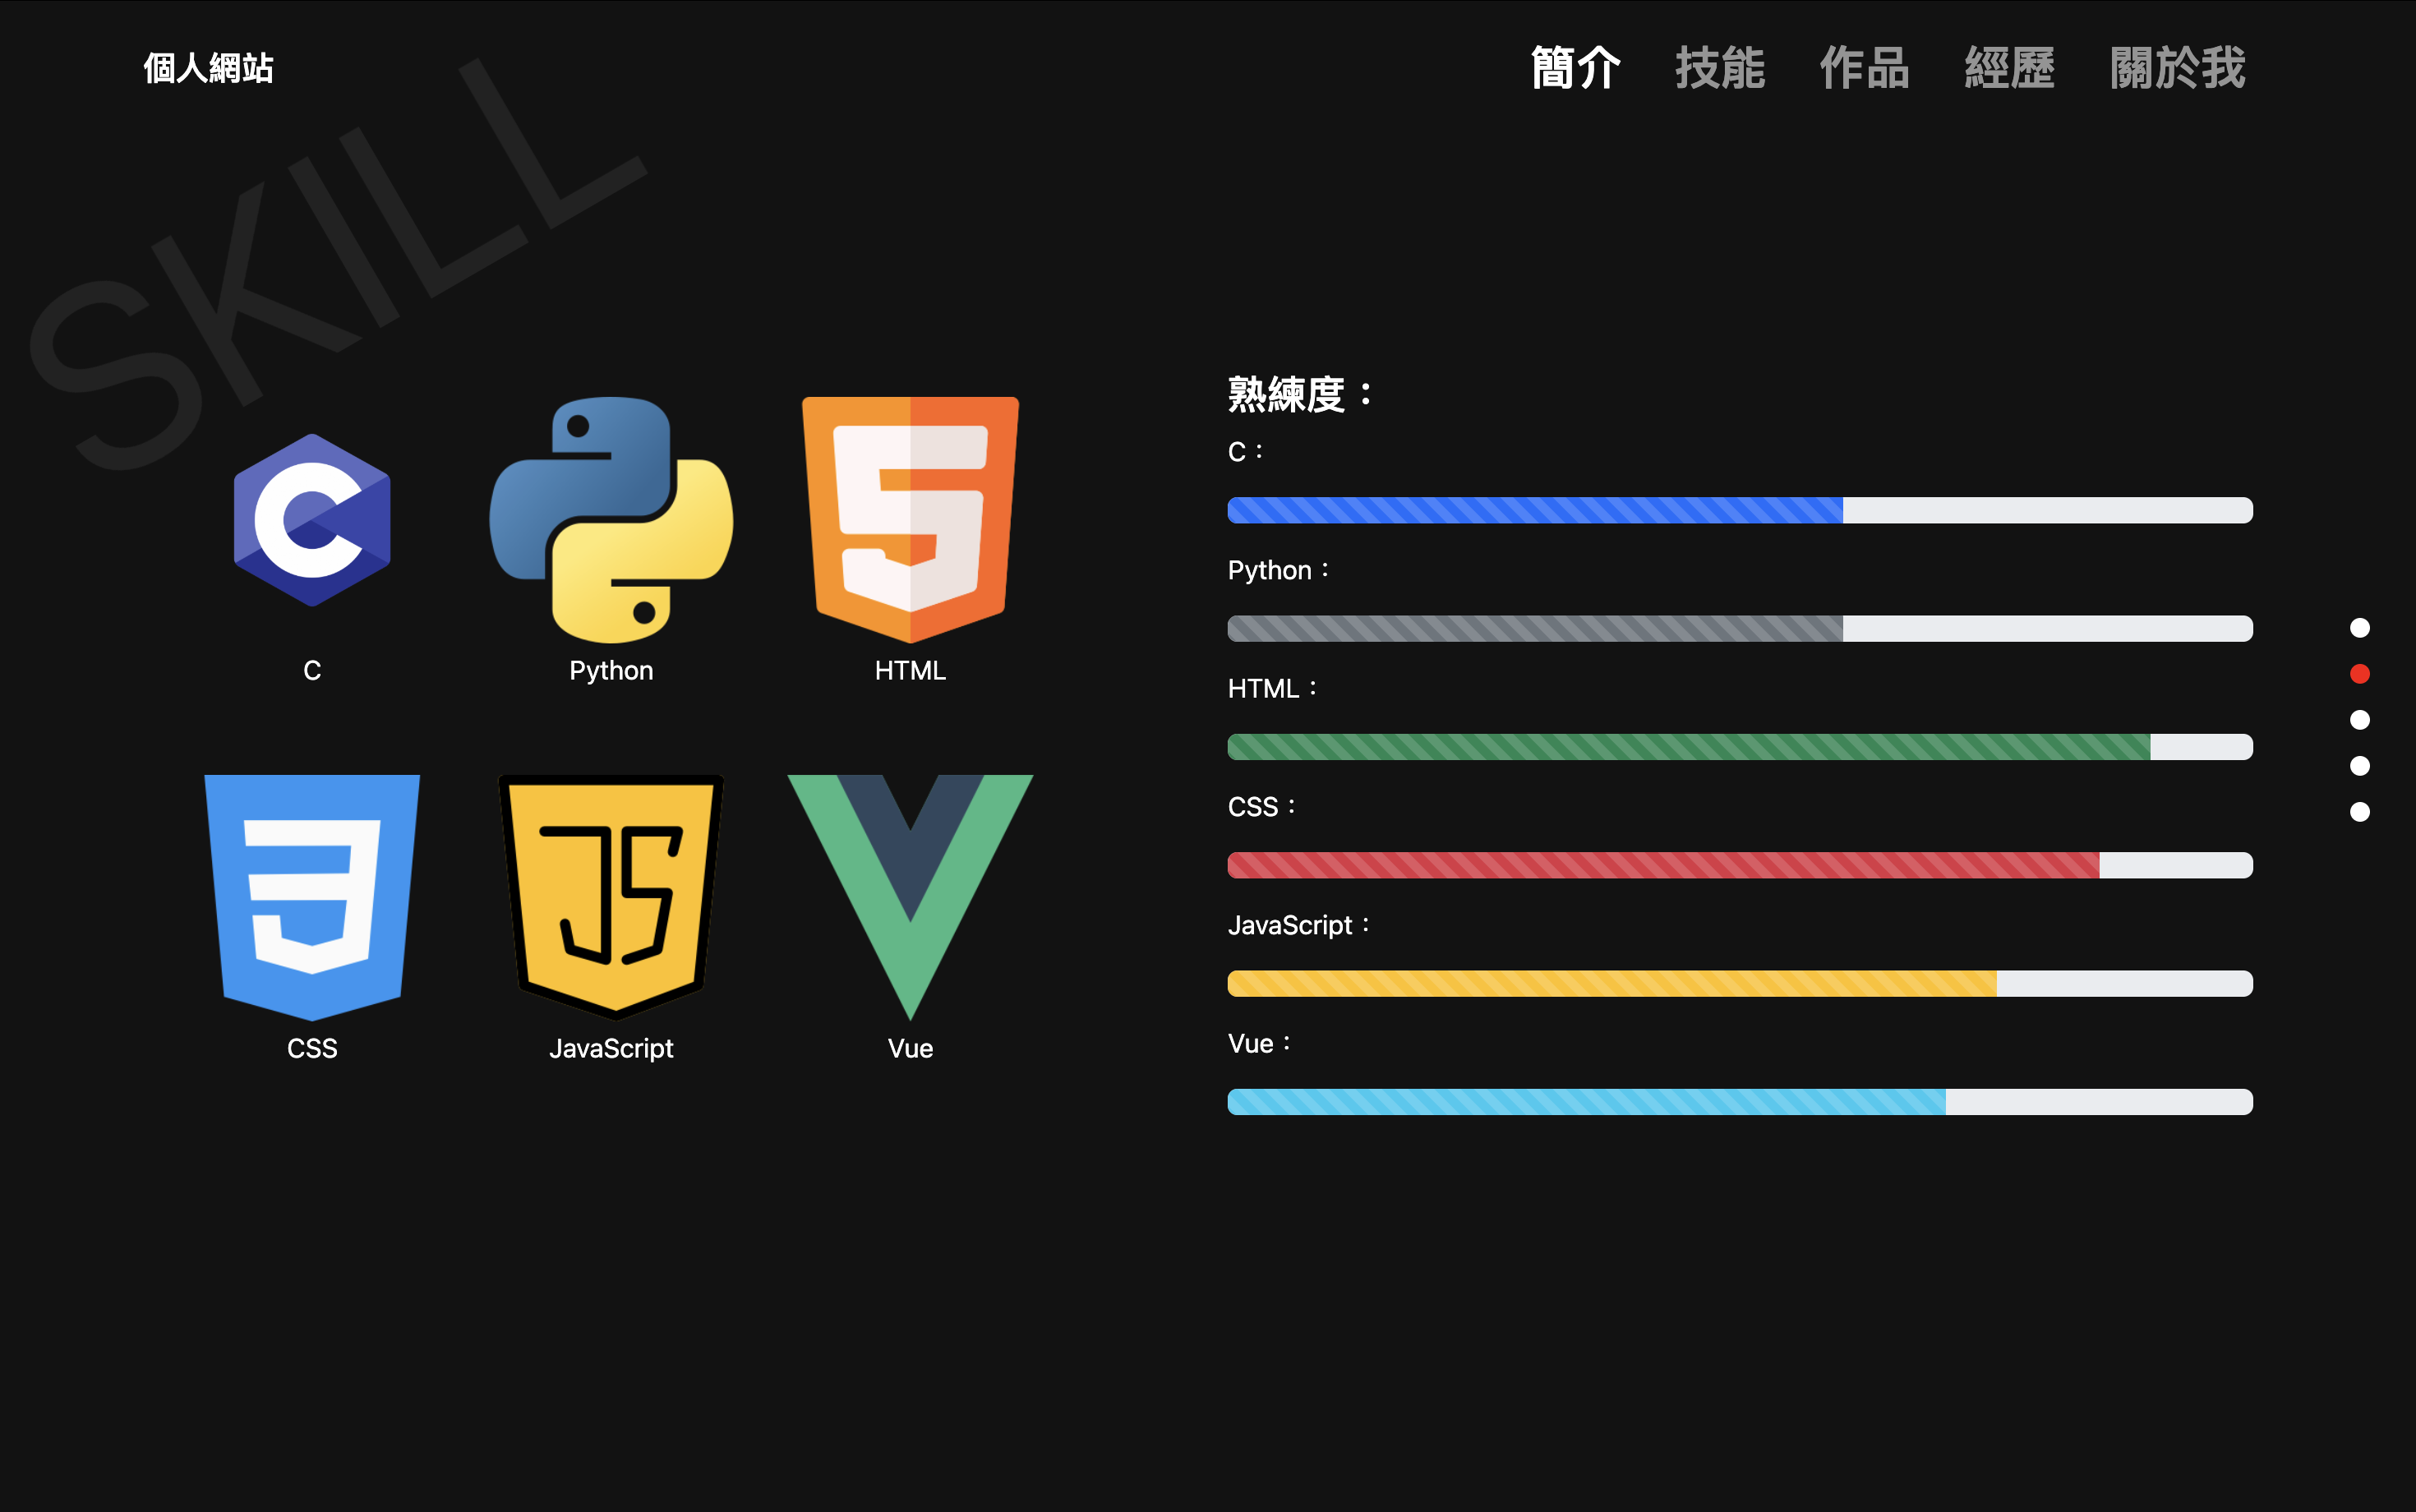 個人網站
簡介 技能 作品 經歷 關於我
SKILL
C Python HTML
CSS JavaScript Vue
熟練度：
C：
Python：
HTML：
CSS：
JavaScript：
Vue：